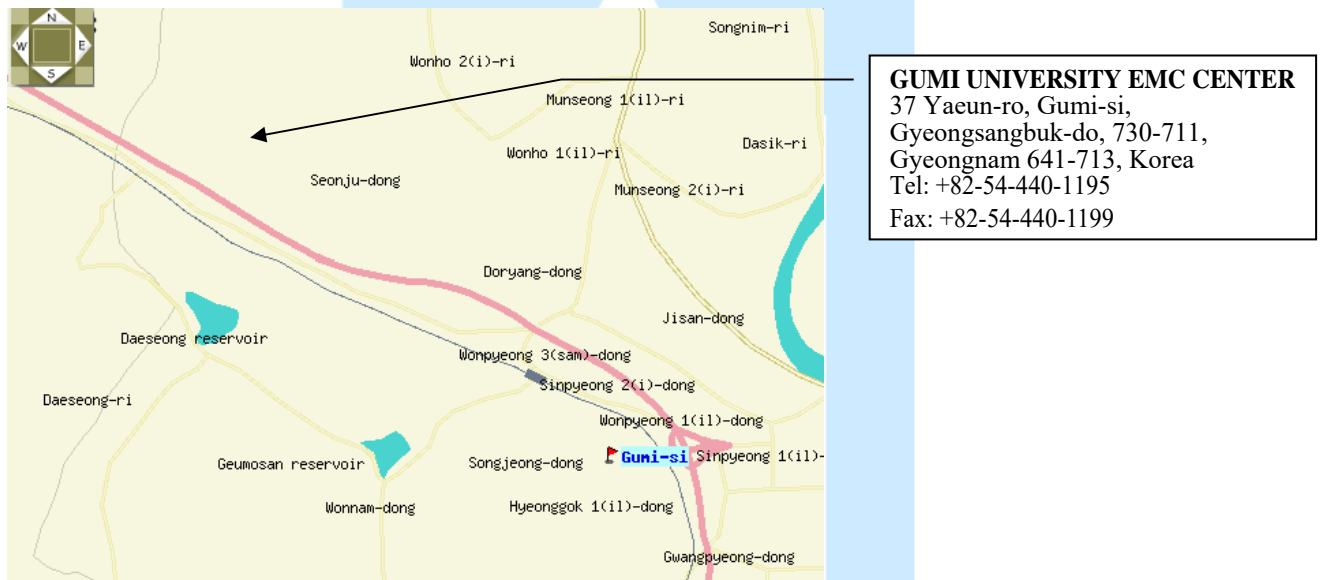 N
W
E
S
Songnim-ri
Wonho 2(i)-ri
Munseong 1(il)-ri
Dasik-ri
Wonho 1(il)-ri
Seonju-dong
Munseong 2(i)-ri
Doryang-dong
Jisan-dong
Daeseong reservoir
Wonpyeong 3(sam)-dong
Sinpyeong 2(i)-dong
Daeseong-ri
Wonpyeong 1(il)-dong
Gumi-si
Sinpyeong 1(il)-
Geumosan reservoir
Songjeong-dong
Wonnam-dong
Hyeonggok 1(il)-dong
Gwangpyeong-dong
GUMI UNIVERSITY EMC CENTER
37 Yaeun-ro, Gumi-si,
Gyeongsangbuk-do, 730-711,
Gyeongnam 641-713, Korea
Tel: +82-54-440-1195
Fax: +82-54-440-1199